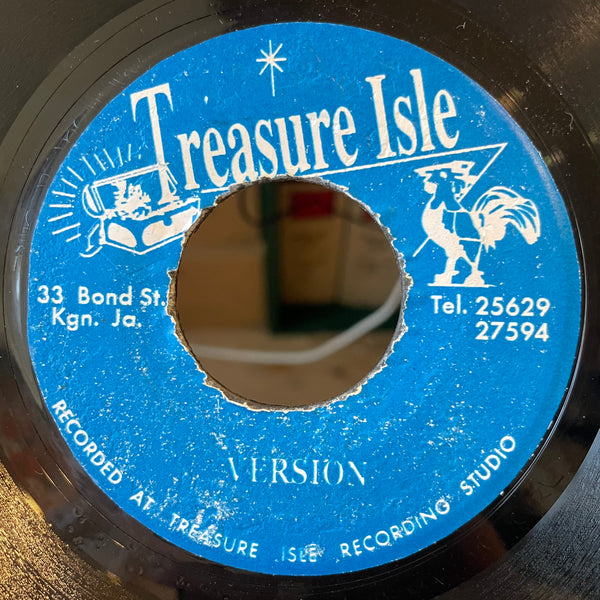 Treasure Isle
33 Bond St.
Kgn. Ja.
Tel. 25629
27594
VERSION
RECORDED AT TREASURE ISLE RECORDING STUDIO